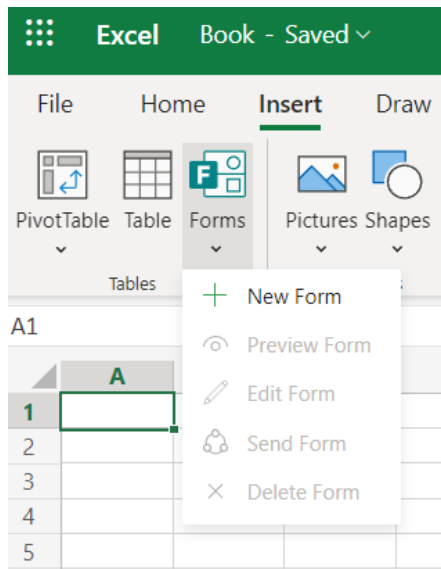 Excel Book - Saved
File Home Insert Draw
F
PivotTable Table Forms Pictures Shapes
Tables
New Form
A1
Preview Form
A
Edit Form
1
Send Form
2
Delete Form
3
4
5